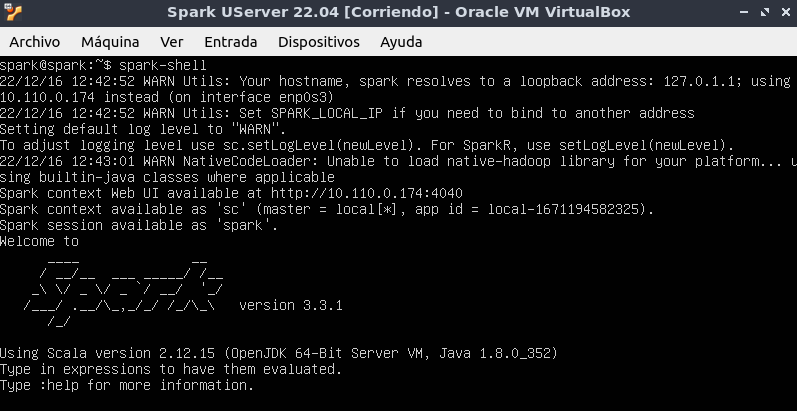 Spark UServer 22.04 [Corriendo] - Oracle VM VirtualBox
Archivo Máquina Ver Entrada Dispositivos Ayuda
spark@spark:~$ spark-shell
22/12/16 12:42:52 WARN Utils: Your hostname, spark resolves to a loopback address: 127.0.1.1; using
10.110.0.174 instead (on interface enp0s3)
22/12/16 12:42:52 WARN Utils: Set SPARK_LOCAL_IP if you need to bind to another address
Setting default log level to "WARN".
To adjust logging level use sc.setLogLevel(newLevel). For SparkR, use setLogLevel(newLevel).
22/12/16 12:43:01 WARN NativeCodeLoader: Unable to load native-hadoop library for your platform... u
sing builtin-java classes where applicable
Spark context Web UI available at http://10.110.0.174:4040
Spark context available as 'sc' (master = local[*], app id = local-1671194582325).
Spark session available as 'spark'.
Welcome to
      ____              __
     / __/__  ___ _____/ /__
    _\ \/ _ \/ _ `/ __/  '_/
   /___/ .__/\_,_/_/ /_/\_\   version 3.3.1
      /_/
Using Scala version 2.12.15 (OpenJDK 64-Bit Server VM, Java 1.8.0_352)
Type in expressions to have them evaluated.
Type :help for more information.